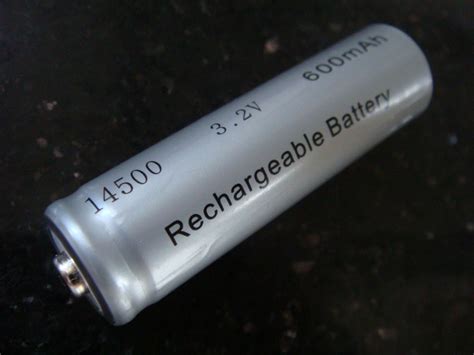 14500 3.2V 600mAh
Rechargeable Battery